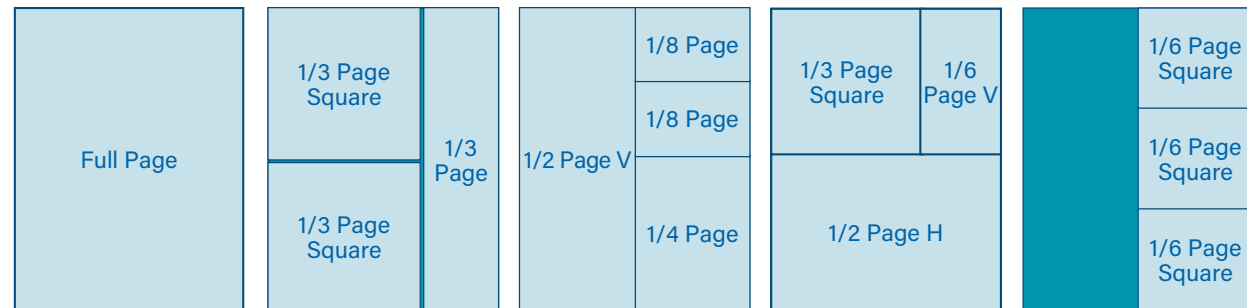 Full Page
1/3 Page
Square
1/3 Page
Square
1/3
Page
1/2 Page V
1/8 Page
1/8 Page
1/4 Page
1/3 Page
Square
1/6
Page V
1/2 Page H
1/6 Page
Square
1/6 Page
Square
1/6 Page
Square